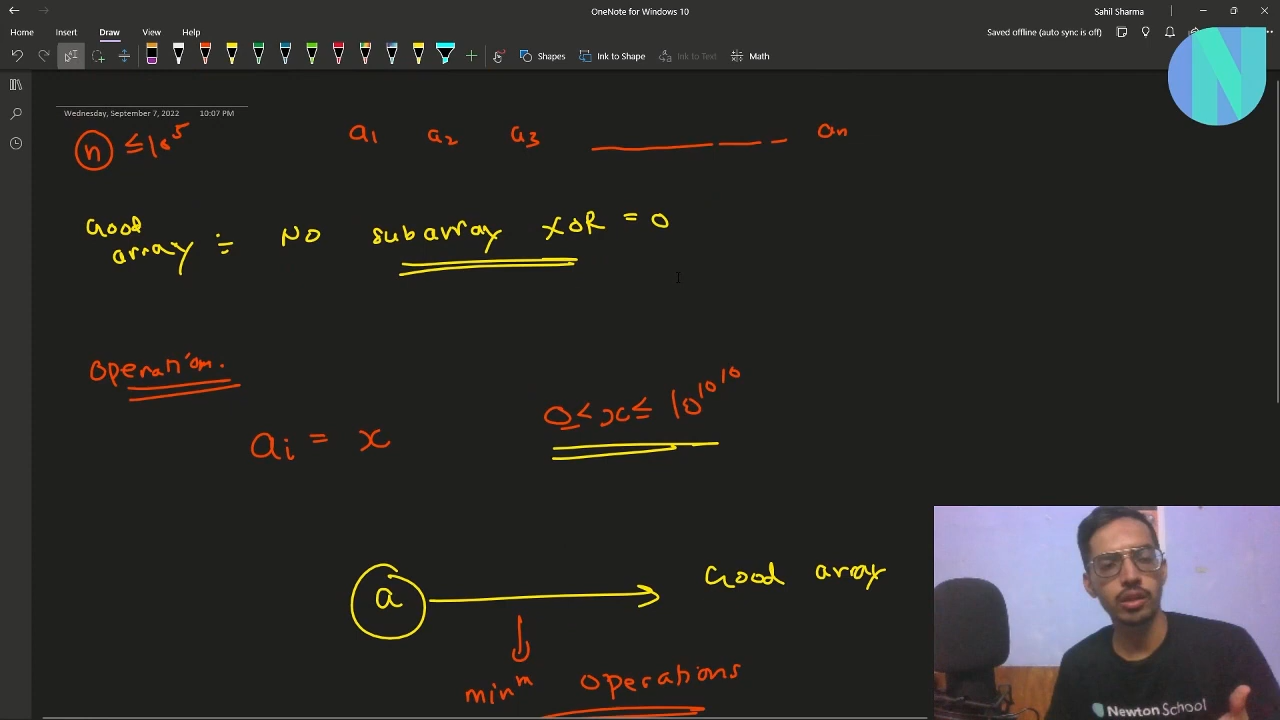 OneNote for Windows 10
Sahil Sharma
Home Insert Draw View Help
Saved offline (auto sync is off)
Shapes Ink to Shape Ink to Text Math
Wednesday, September 7, 2022 10:07 PM
n ≤10^5 a1 a2 a3 an
Good array := NO subarray XOR = 0
operation.
ai = x 0<x≤ 10^10^10
a Good array
min^m operations
Newton School